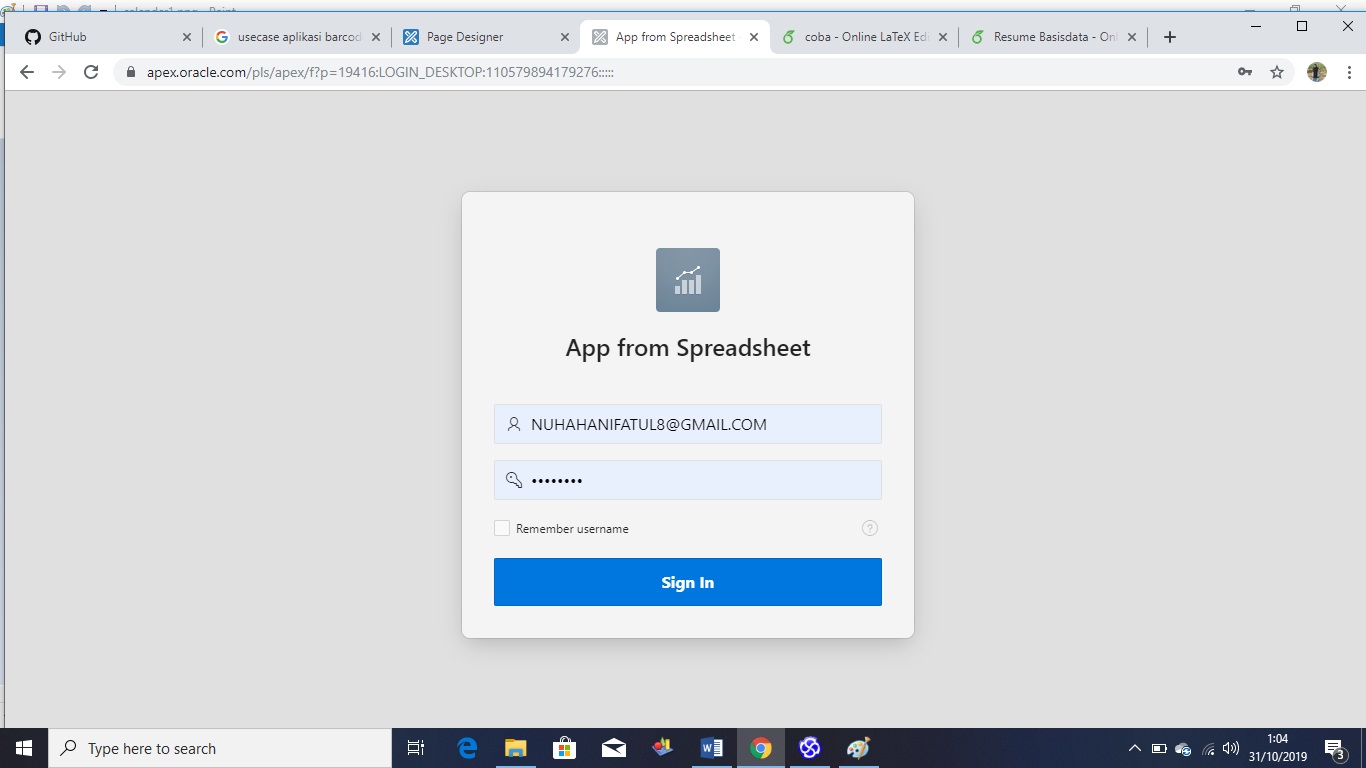 GitHub
usecase aplikasi barcod
Page Designer
App from Spreadsheet
coba - Online LaTeX Edi
Resume Basisdata - Onl
apex.oracle.com/pls/apex/f?p=19416:LOGIN_DESKTOP:110579894179276:::::
App from Spreadsheet
NUHAHANIFATUL8@GMAIL.COM
••••••••
Remember username
?
Sign In
Type here to search
1:04
31/10/2019
3